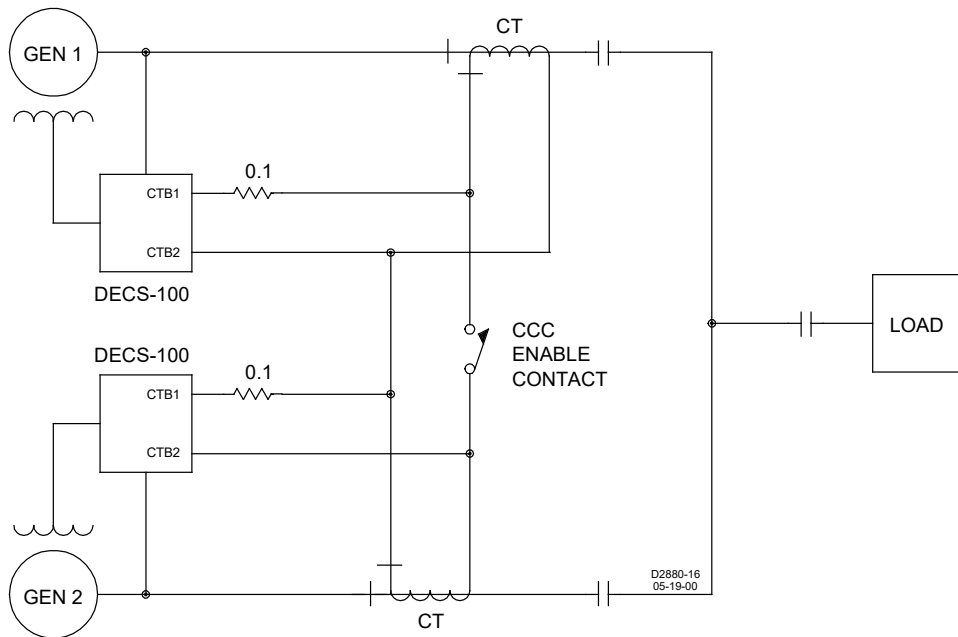 CT
GEN 1
0.1
CTB1
CTB2
DECS-100
CCC
ENABLE
CONTACT
LOAD
DECS-100
0.1
CTB1
CTB2
D2880-16
05-19-00
GEN 2
CT